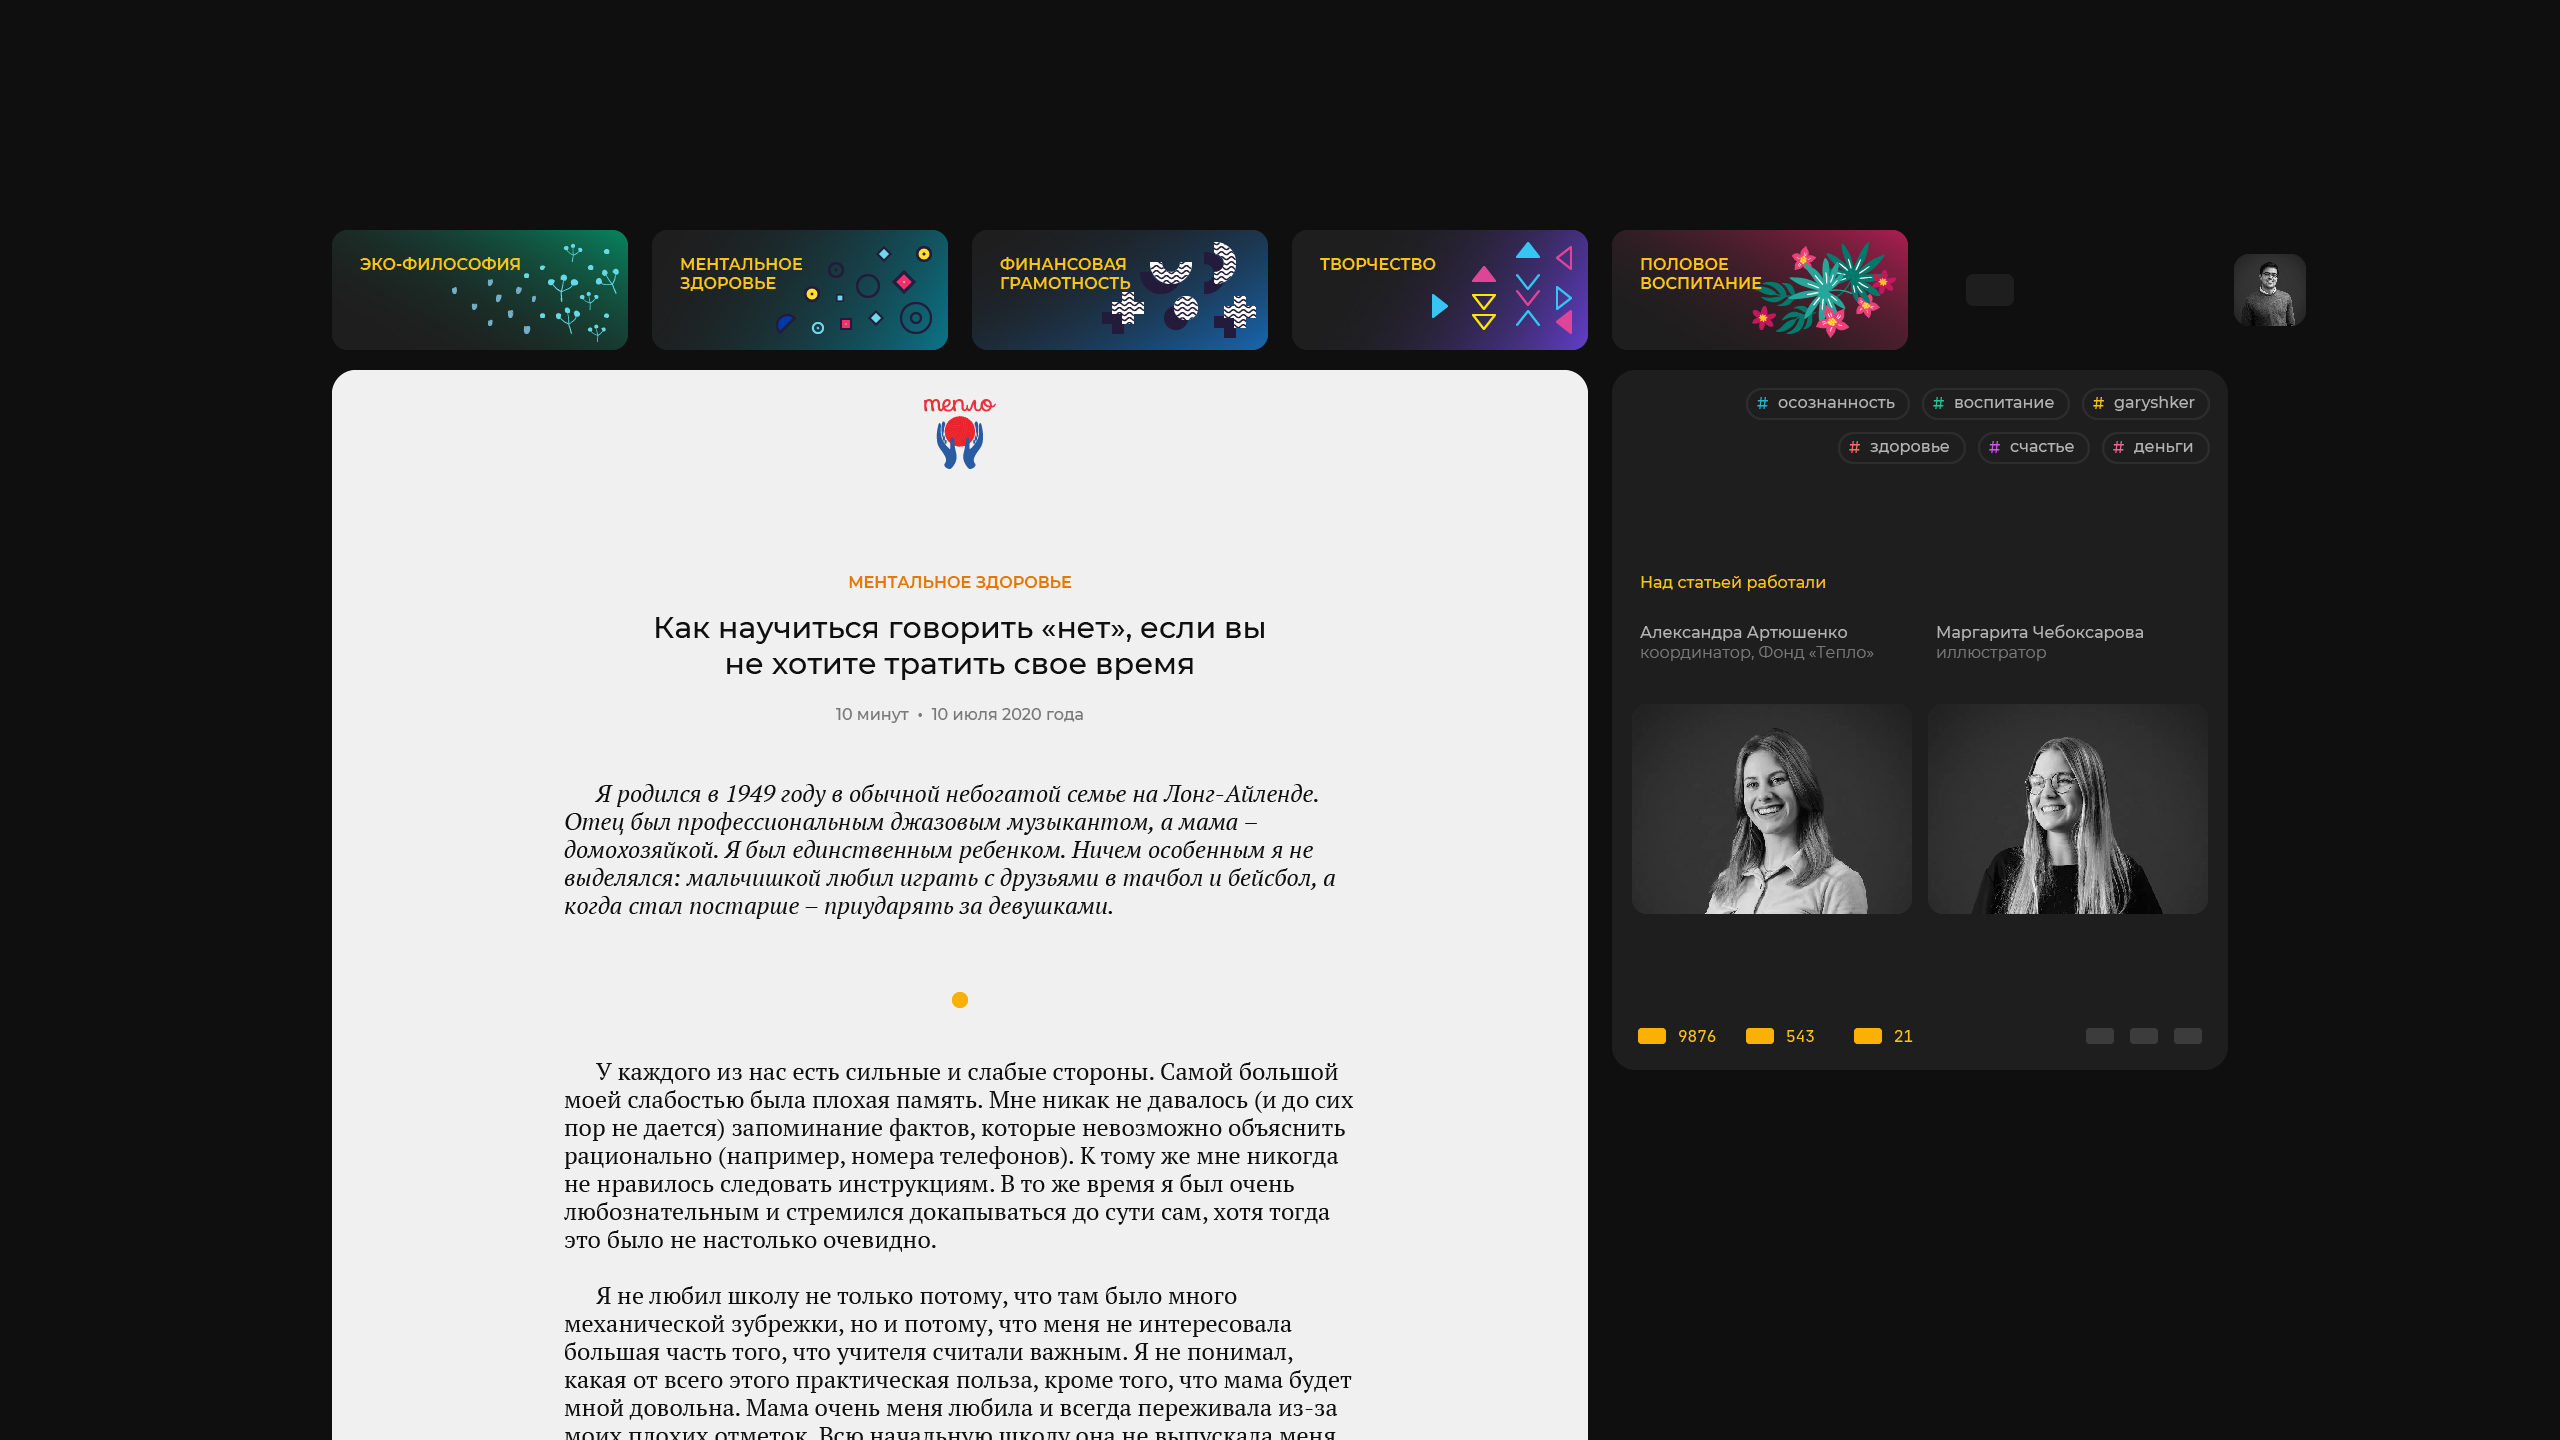 ЭКО-ФИЛОСОФИЯ
МЕНТАЛЬНОЕ
ЗДОРОВЬЕ
ФИНАНСОВАЯ
ГРАМОТНОСТЬ
ТВОРЧЕСТВО
ПОЛОВОЕ
ВОСПИТАНИЕ
тепло
МЕНТАЛЬНОЕ ЗДОРОВЬЕ
Как научиться говорить «нет», если вы
не хотите тратить свое время
10 минут • 10 июля 2020 года
Я родился в 1949 году в обычной небогатой семье на Лонг-Айленде.
Отец был профессиональным джазовым музыкантом, а мама –
домохозяйкой. Я был единственным ребенком. Ничем особенным я не
выделялся: мальчишкой любил играть с друзьями в тачбол и бейсбол, а
когда стал постарше – приударять за девушками.
У каждого из нас есть сильные и слабые стороны. Самой большой
моей слабостью была плохая память. Мне никак не давалось (и до сих
пор не дается) запоминание фактов, которые невозможно объяснить
рационально (например, номера телефонов). К тому же мне никогда
не нравилось следовать инструкциям. В то же время я был очень
любознательным и стремился докапываться до сути сам, хотя тогда
это было не настолько очевидно.
Я не любил школу не только потому, что там было много
механической зубрежки, но и потому, что меня не интересовала
большая часть того, что учителя считали важным. Я не понимал,
какая от всего этого практическая польза, кроме того, что мама будет
мной довольна. Мама очень меня любила и всегда переживала из-за
моих плохих отметок. Всю начальную школу она не выпускала меня
# осознанность
# воспитание
# garyshker
# здоровье
# счастье
# деньги
Над статьей работали
Александра Артюшенко
координатор, Фонд «Тепло»
Маргарита Чебоксарова
иллюстратор
9876
543
21